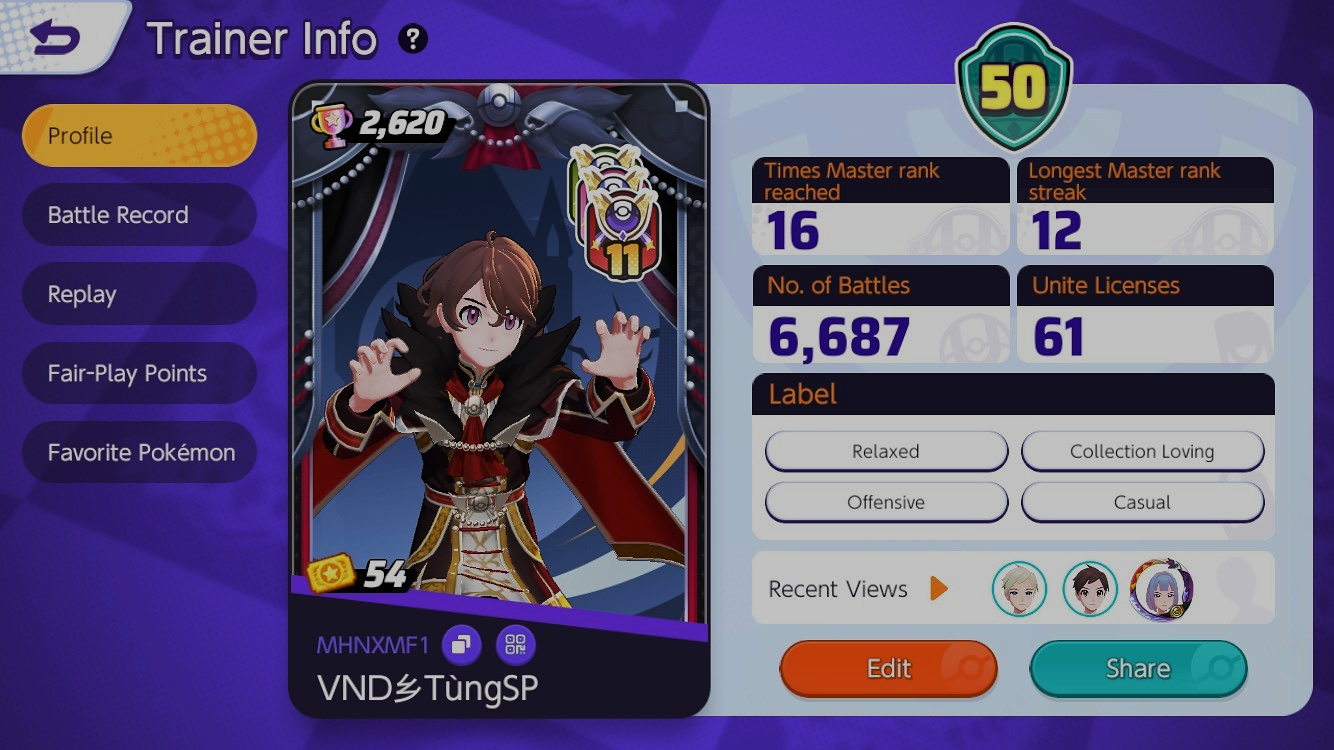 Trainer Info ?
Profile
Battle Record
Replay
Fair-Play Points
Favorite Pokémon
2,620
11
54
MHNXMF1
VND乡TùngSP
50
Times Master rank
reached
16
Longest Master rank
streak
12
No. of Battles
6,687
Unite Licenses
61
Label
Relaxed
Collection Loving
Offensive
Casual
Recent Views
Edit
Share